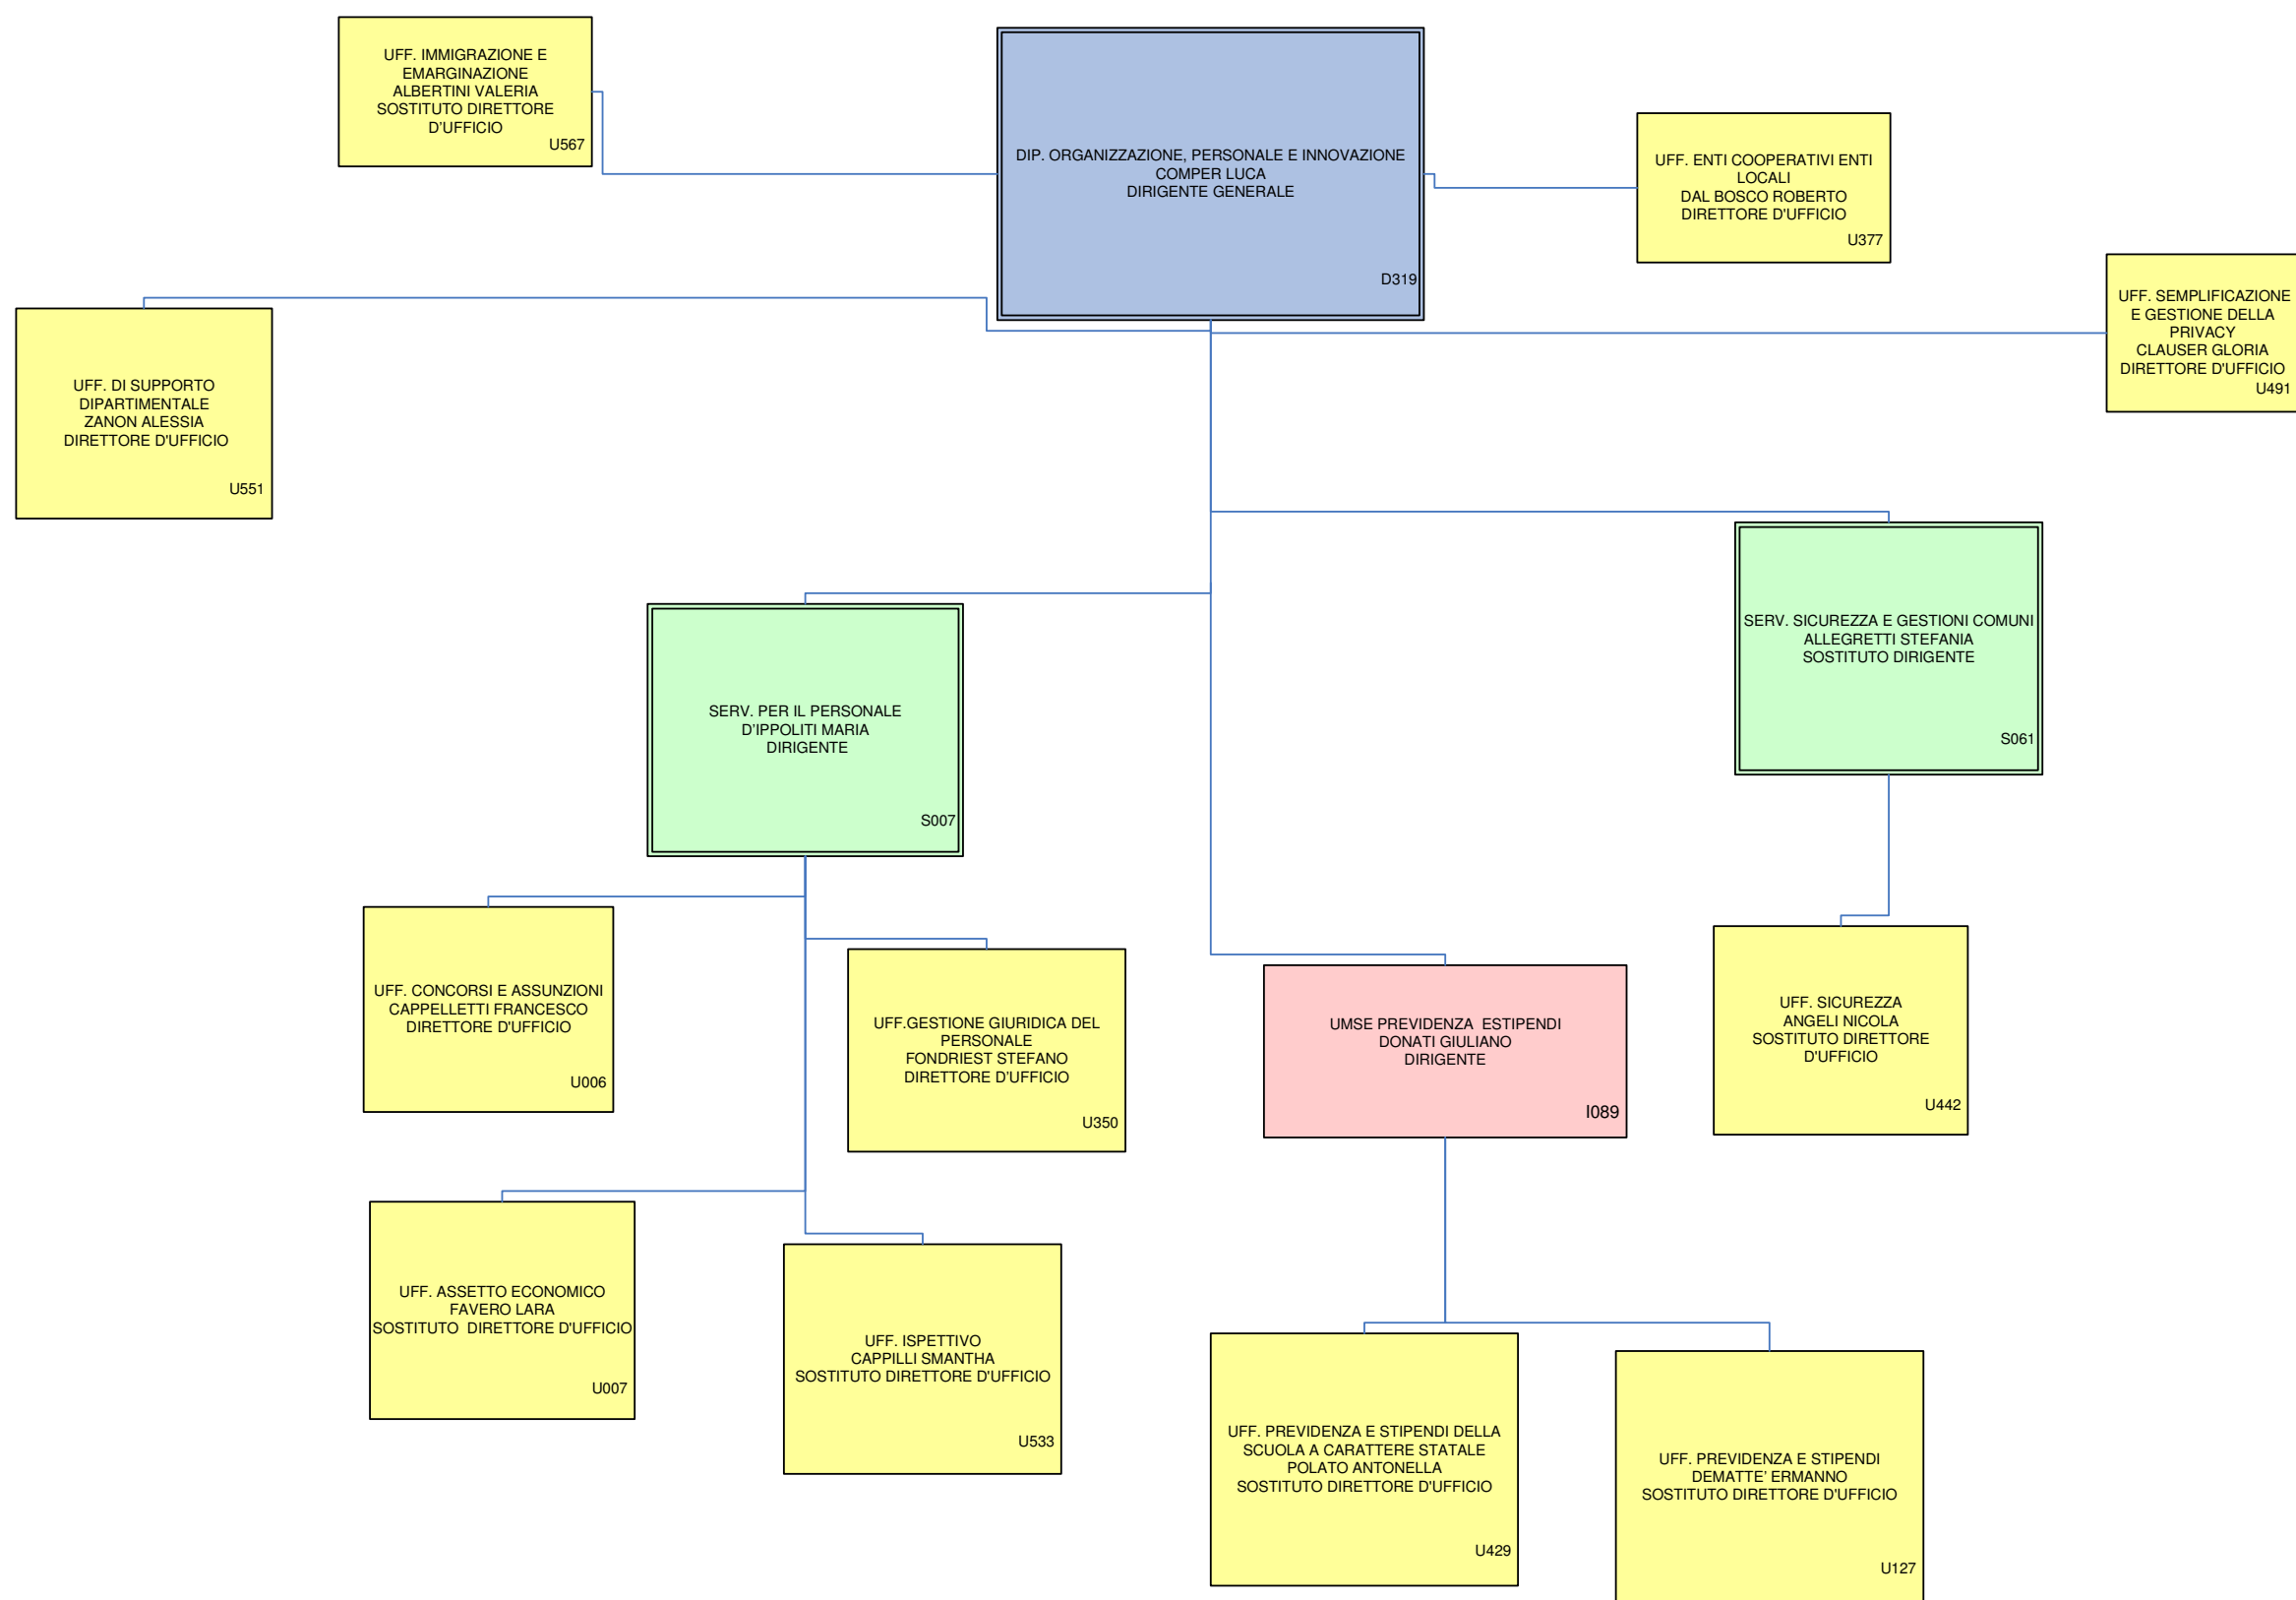 UFF. IMMIGRAZIONE E
EMARGINAZIONE
ALBERTINI VALERIA
SOSTITUTO DIRETTORE
D'UFFICIO
U567
DIP. ORGANIZZAZIONE, PERSONALE E INNOVAZIONE
COMPER LUCA
DIRIGENTE GENERALE
D319
UFF. ENTI COOPERATIVI ENTI
LOCALI
DAL BOSCO ROBERTO
DIRETTORE D'UFFICIO
U377
UFF. SEMPLIFICAZIONE
E GESTIONE DELLA
PRIVACY
CLAUSER GLORIA
DIRETTORE D'UFFICIO
U491
UFF. DI SUPPORTO
DIPARTIMENTALE
ZANON ALESSIA
DIRETTORE D'UFFICIO
U551
SERV. SICUREZZA E GESTIONI COMUNI
ALLEGRETTI STEFANIA
SOSTITUTO DIRIGENTE
S061
SERV. PER IL PERSONALE
D'IPPOLITI MARIA
DIRIGENTE
S007
UFF. CONCORSI E ASSUNZIONI
CAPPELLETTI FRANCESCO
DIRETTORE D'UFFICIO
U006
UFF.GESTIONE GIURIDICA DEL
PERSONALE
FONDRIEST STEFANO
DIRETTORE D'UFFICIO
U350
UMSE PREVIDENZA  ESTIPENDI
DONATI GIULIANO
DIRIGENTE
I089
UFF. SICUREZZA
ANGELI NICOLA
SOSTITUTO DIRETTORE
D'UFFICIO
U442
UFF. ASSETTO ECONOMICO
FAVERO LARA
SOSTITUTO  DIRETTORE D'UFFICIO
U007
UFF. ISPETTIVO
CAPPILLI SMANTHA
SOSTITUTO DIRETTORE D'UFFICIO
U533
UFF. PREVIDENZA E STIPENDI DELLA
SCUOLA A CARATTERE STATALE
POLATO ANTONELLA
SOSTITUTO DIRETTORE D'UFFICIO
U429
UFF. PREVIDENZA E STIPENDI
DEMATTE' ERMANNO
SOSTITUTO DIRETTORE D'UFFICIO
U127